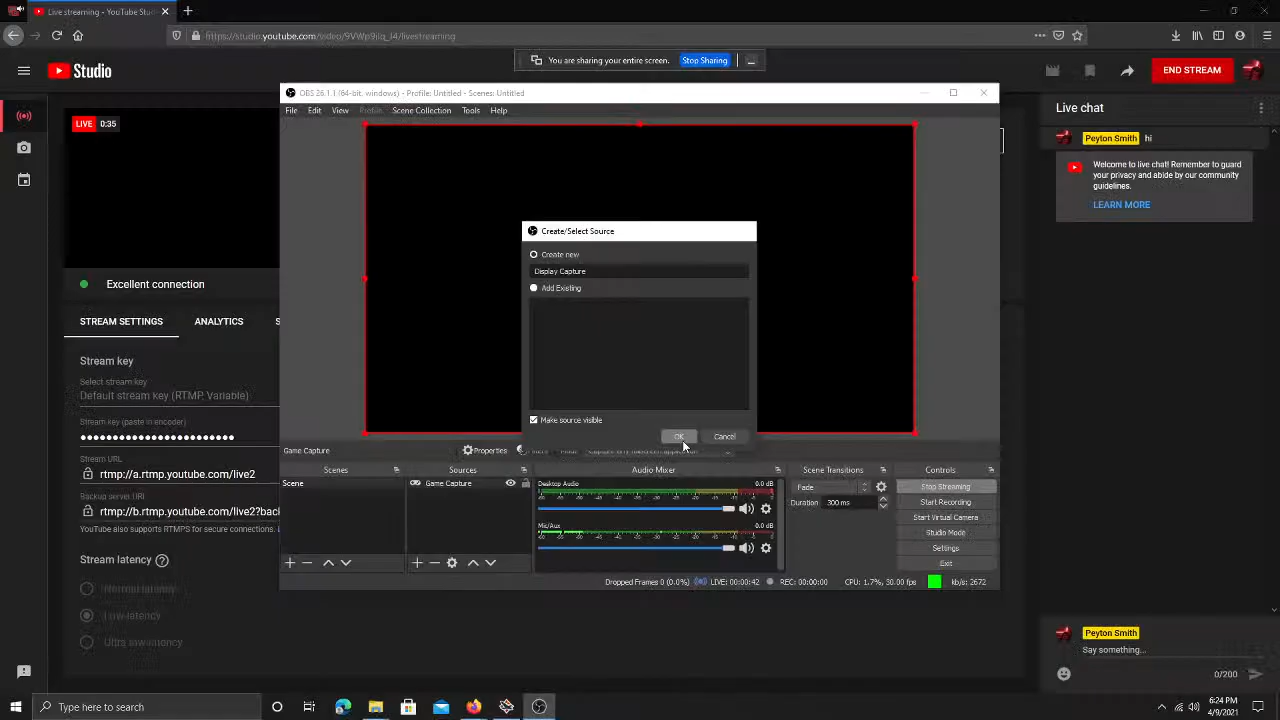 Live streaming - YouTube Stud
https://studio.youtube.com/video/9VWp9ilq_I4/livestreaming
You are sharing your entire screen.
Stop Sharing
Studio
END STREAM
LIVE 0:35
Excellent connection
STREAM SETTINGS
ANALYTICS
S
Stream key
Select stream key
Default stream key (RTMP, Variable)
Stream key (paste in encoder)
Stream URL
rtmp://a.rtmp.youtube.com/live2
Backup server URL
rtmp://b.rtmp.youtube.com/live2?back
YouTube also supports RTMPS for secure connections.
Stream latency
Normal latency
Low-latency
Ultra low-latency
OBS 26.1.1 (64-bit, windows) - Profile: Untitled - Scenes: Untitled
File Edit View Profile Scene Collection Tools Help
Create/Select Source
Create new
Display Capture
Add Existing
Make source visible
OK
Cancel
Game Capture
Properties
Scenes
Scene
Sources
Game Capture
Audio Mixer
Desktop Audio
0.0 dB
Mic/Aux
0.0 dB
Scene Transitions
Fade
Duration 300 ms
Controls
Stop Streaming
Start Recording
Start Virtual Camera
Studio Mode
Settings
Exit
Dropped Frames 0 (0.0%)
LIVE: 00:00:42
REC: 00:00:00
CPU: 1.7%, 30.00 fps
kb/s: 2672
Live chat
Peyton Smith hi
Welcome to live chat! Remember to guard
your privacy and abide by our community
guidelines.
LEARN MORE
Peyton Smith
Say something...
0/200
Type here to search
6:24 PM
4/9/2021